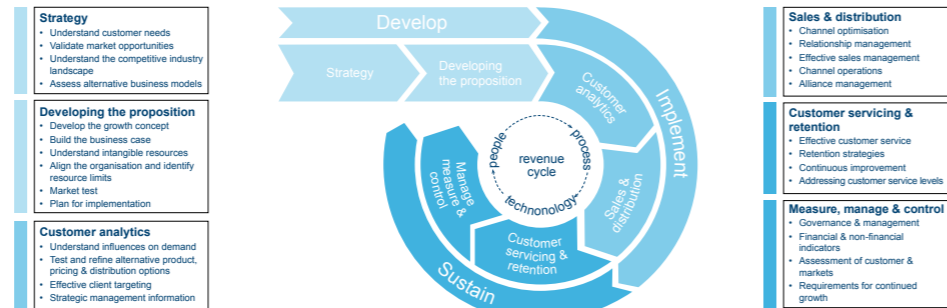 Strategy
• Understand customer needs
• Validate market opportunities
• Understand the competitive industry
landscape
• Assess alternative business models
Developing the proposition
• Develop the growth concept
• Build the business case
• Understand intangible resources
• Align the organisation and identify
resource limits
• Market test
• Plan for implementation
Customer analytics
• Understand influences on demand
• Test and refine alternative product,
pricing & distribution options
• Effective client targeting
• Strategic management information
Develop
Strategy
Developing
the proposition
Customer
analytics
Implement
people
process
technonology
revenue
cycle
Sales &
distribution
Customer
servicing &
retention
Manage
measure &
control
Sustain
Sales & distribution
• Channel optimisation
• Relationship management
• Effective sales management
• Channel operations
• Alliance management
Customer servicing &
retention
• Effective customer service
• Retention strategies
• Continuous improvement
• Addressing customer service levels
Measure, manage & control
• Governance & management
• Financial & non-financial
indicators
• Assessment of customer &
markets
• Requirements for continued
growth